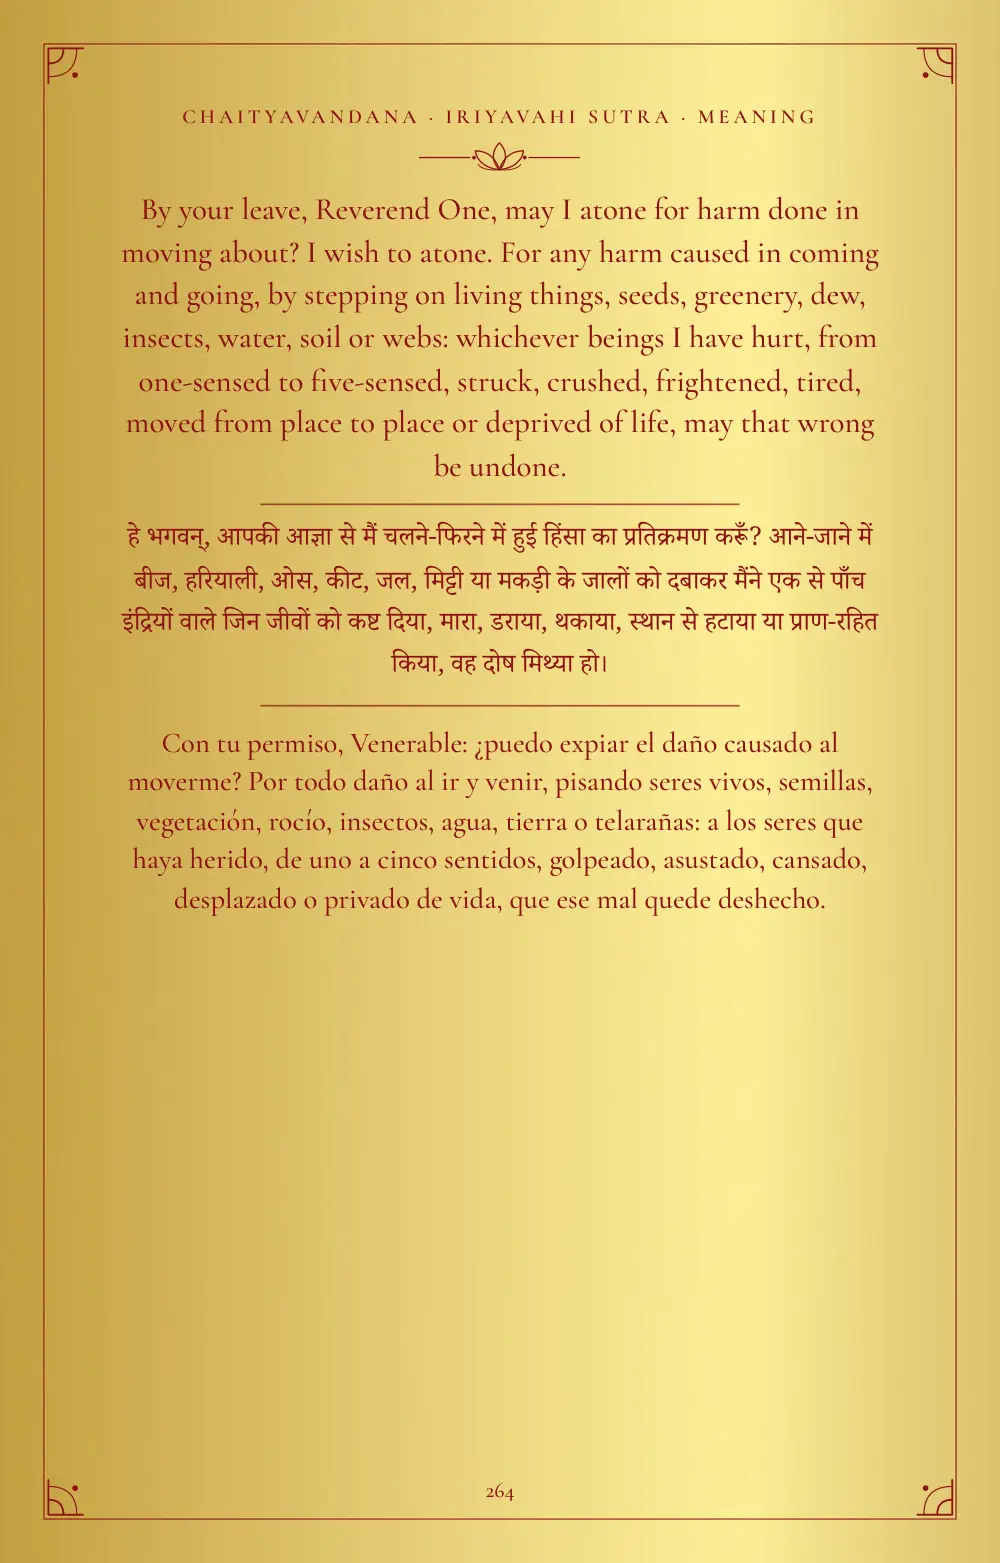 CHAITYAVANDANA · IRIYAVAHI SUTRA · MEANING
By your leave, Reverend One, may I atone for harm done in
moving about? I wish to atone. For any harm caused in coming
and going, by stepping on living things, seeds, greenery, dew,
insects, water, soil or webs: whichever beings I have hurt, from
one-sensed to five-sensed, struck, crushed, frightened, tired,
moved from place to place or deprived of life, may that wrong
be undone.
हे भगवन्, आपकी आज्ञा से मैं चलने-फिरने में हुई हिंसा का प्रतिक्रमण करूँ? आने-जाने में
बीज, हरियाली, ओस, कीट, जल, मिट्टी या मकड़ी के जालों को दबाकर मैंने एक से पाँच
इंद्रियों वाले जिन जीवों को कष्ट दिया, मारा, डराया, थकाया, स्थान से हटाया या प्राण-रहित
किया, वह दोष मिथ्या हो।
Con tu permiso, Venerable: ¿puedo expiar el daño causado al
moverme? Por todo daño al ir y venir, pisando seres vivos, semillas,
vegetación, rocío, insectos, agua, tierra o telarañas: a los seres que
haya herido, de uno a cinco sentidos, golpeado, asustado, cansado,
desplazado o privado de vida, que ese mal quede deshecho.
264